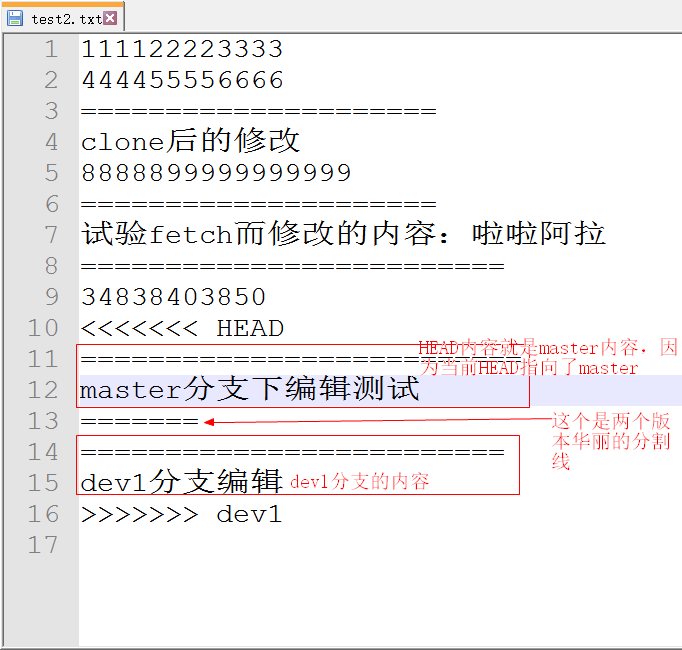 test2.txt
1 111122223333
2 444455556666
3 =====================
4 clone后的修改
5 8888899999999999
6 =====================
7 试验fetch而修改的内容：啦啦阿拉
8 =========================
9 34838403850
10 <<<<<<< HEAD
11 ==========================
HEAD内容就是master内容．因
为当前HEAD指向了master
12 master分支下编辑测试
13 =======
这个是两个版
本华丽的分割
线
14 =========================
15 dev1分支编辑 dev1分支的内容
16 >>>>>>> dev1
17